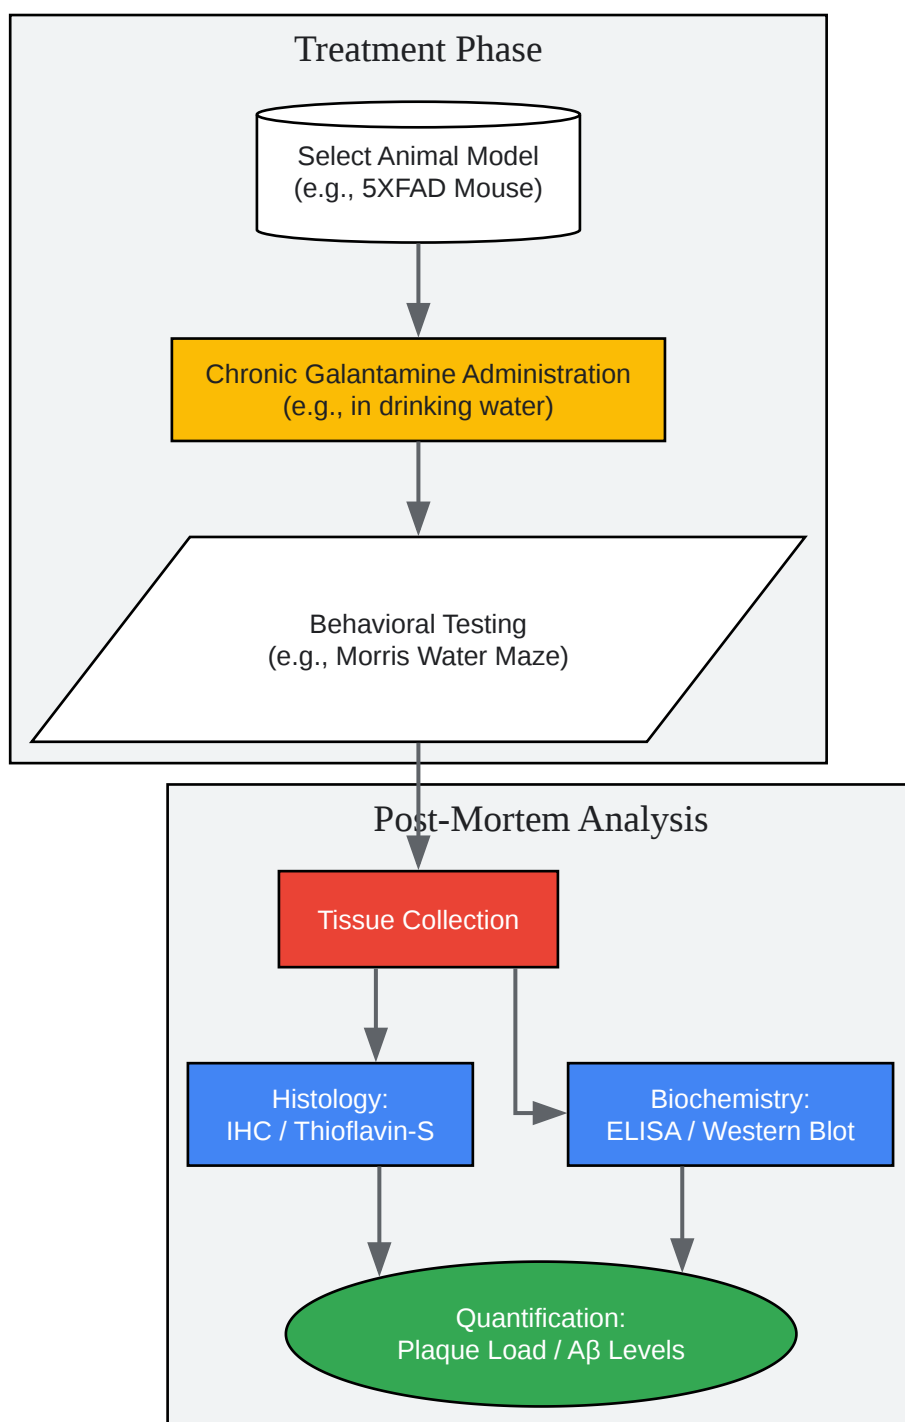 Treatment Phase
Select Animal Model
(e.g., 5XFAD Mouse)
Chronic Galantamine Administration
(e.g., in drinking water)
Behavioral Testing
(e.g., Morris Water Maze)
Post-Mortem Analysis
Tissue Collection
Histology:
IHC / Thioflavin-S
Biochemistry:
ELISA / Western Blot
Quantification:
Plaque Load / Aβ Levels